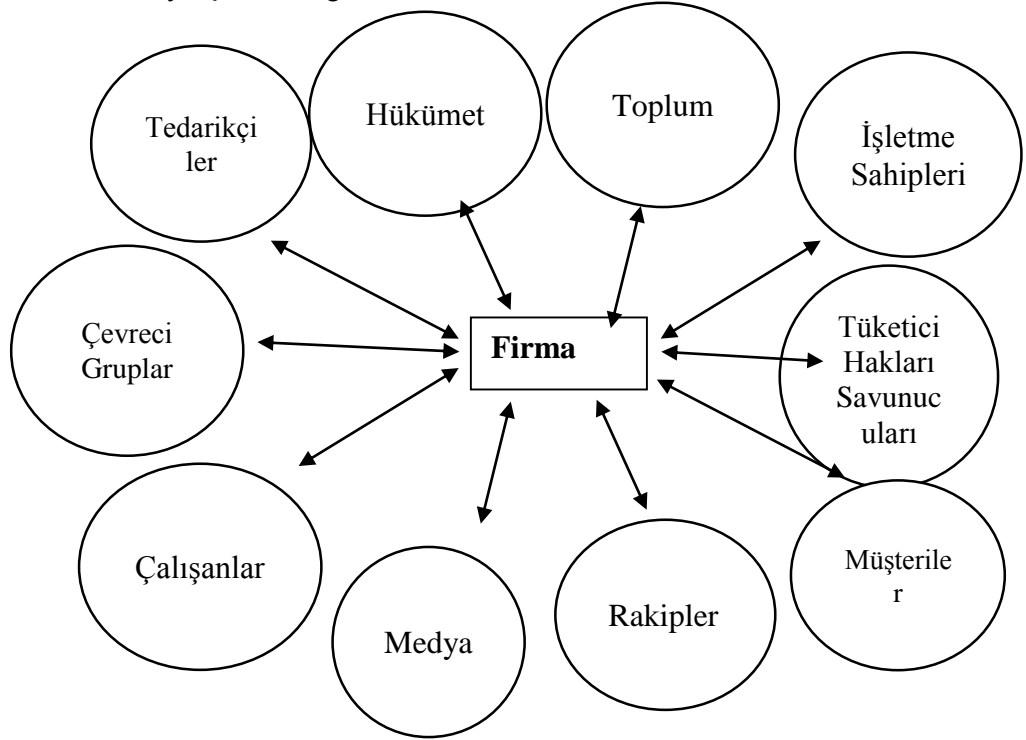 Hükümet
Toplum
Tedarikçi
ler
İşletme
Sahipleri
Çevreci
Gruplar
Firma
Tüketici
Hakları
Savunuc
uları
Çalışanlar
Medya
Rakipler
Müşterile
r